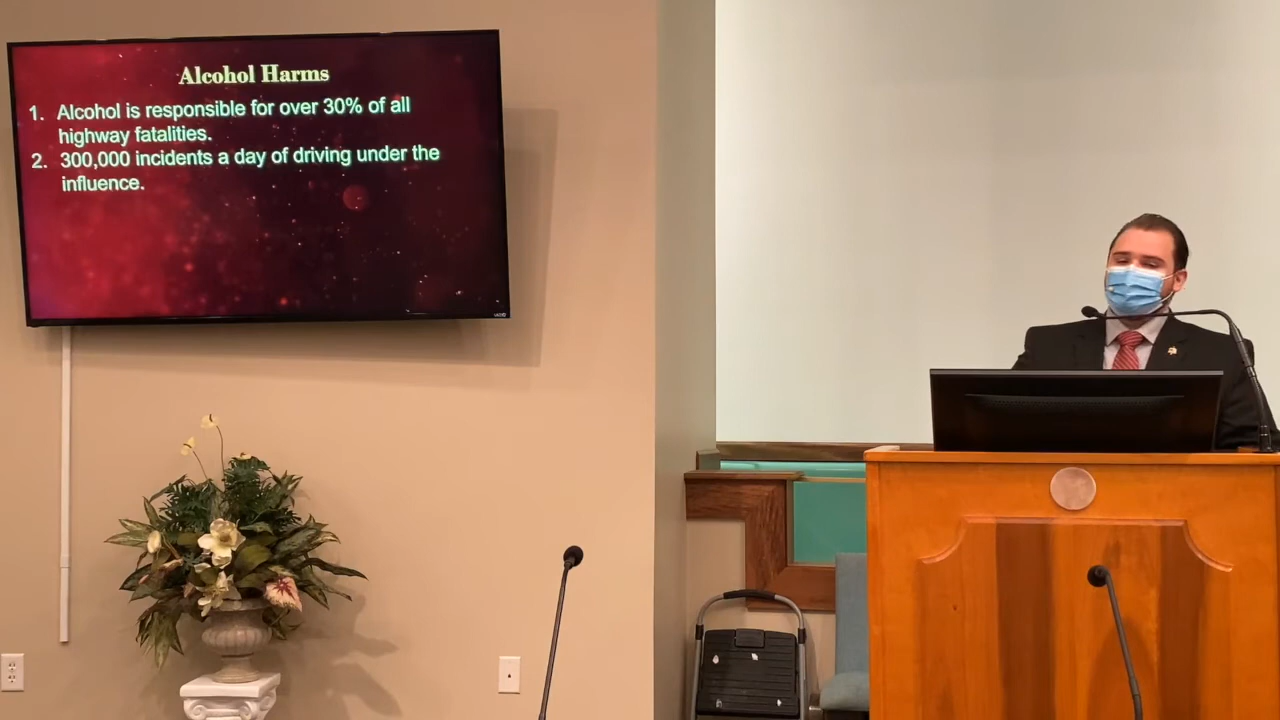 Alcohol Harms
1. Alcohol is responsible for over 30% of all
highway fatalities.
2. 300,000 incidents a day of driving under the
influence.
VIZIO